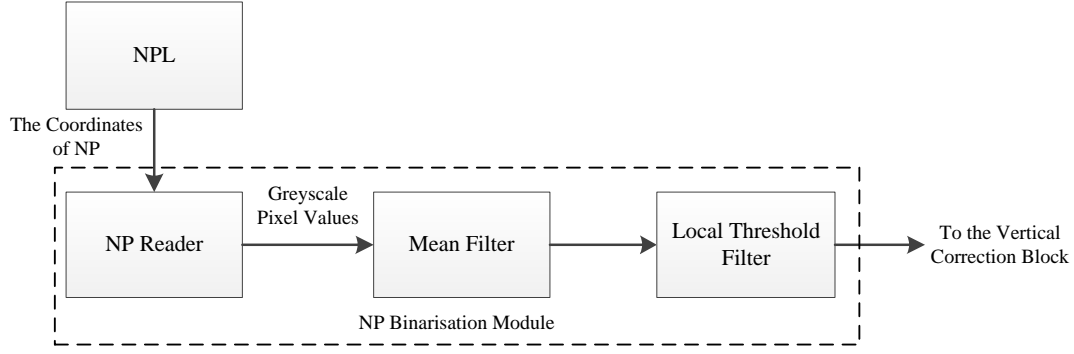 NPL
The Coordinates
of NP
Greyscale
Pixel Values
NP Reader
Mean Filter
Local Threshold
Filter
To the Vertical
Correction Block
NP Binarisation Module